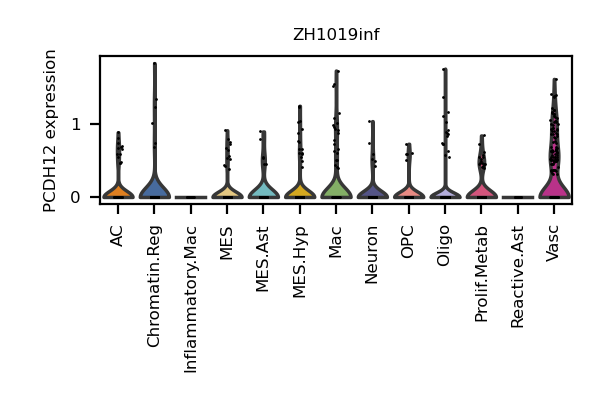 ZH1019inf
PCDH12 expression
1
0
AC
Chromatin.Reg
Inflammatory.Mac
MES
MES.Ast
MES.Hyp
Mac
Neuron
OPC
Oligo
Prolif.Metab
Reactive.Ast
Vasc